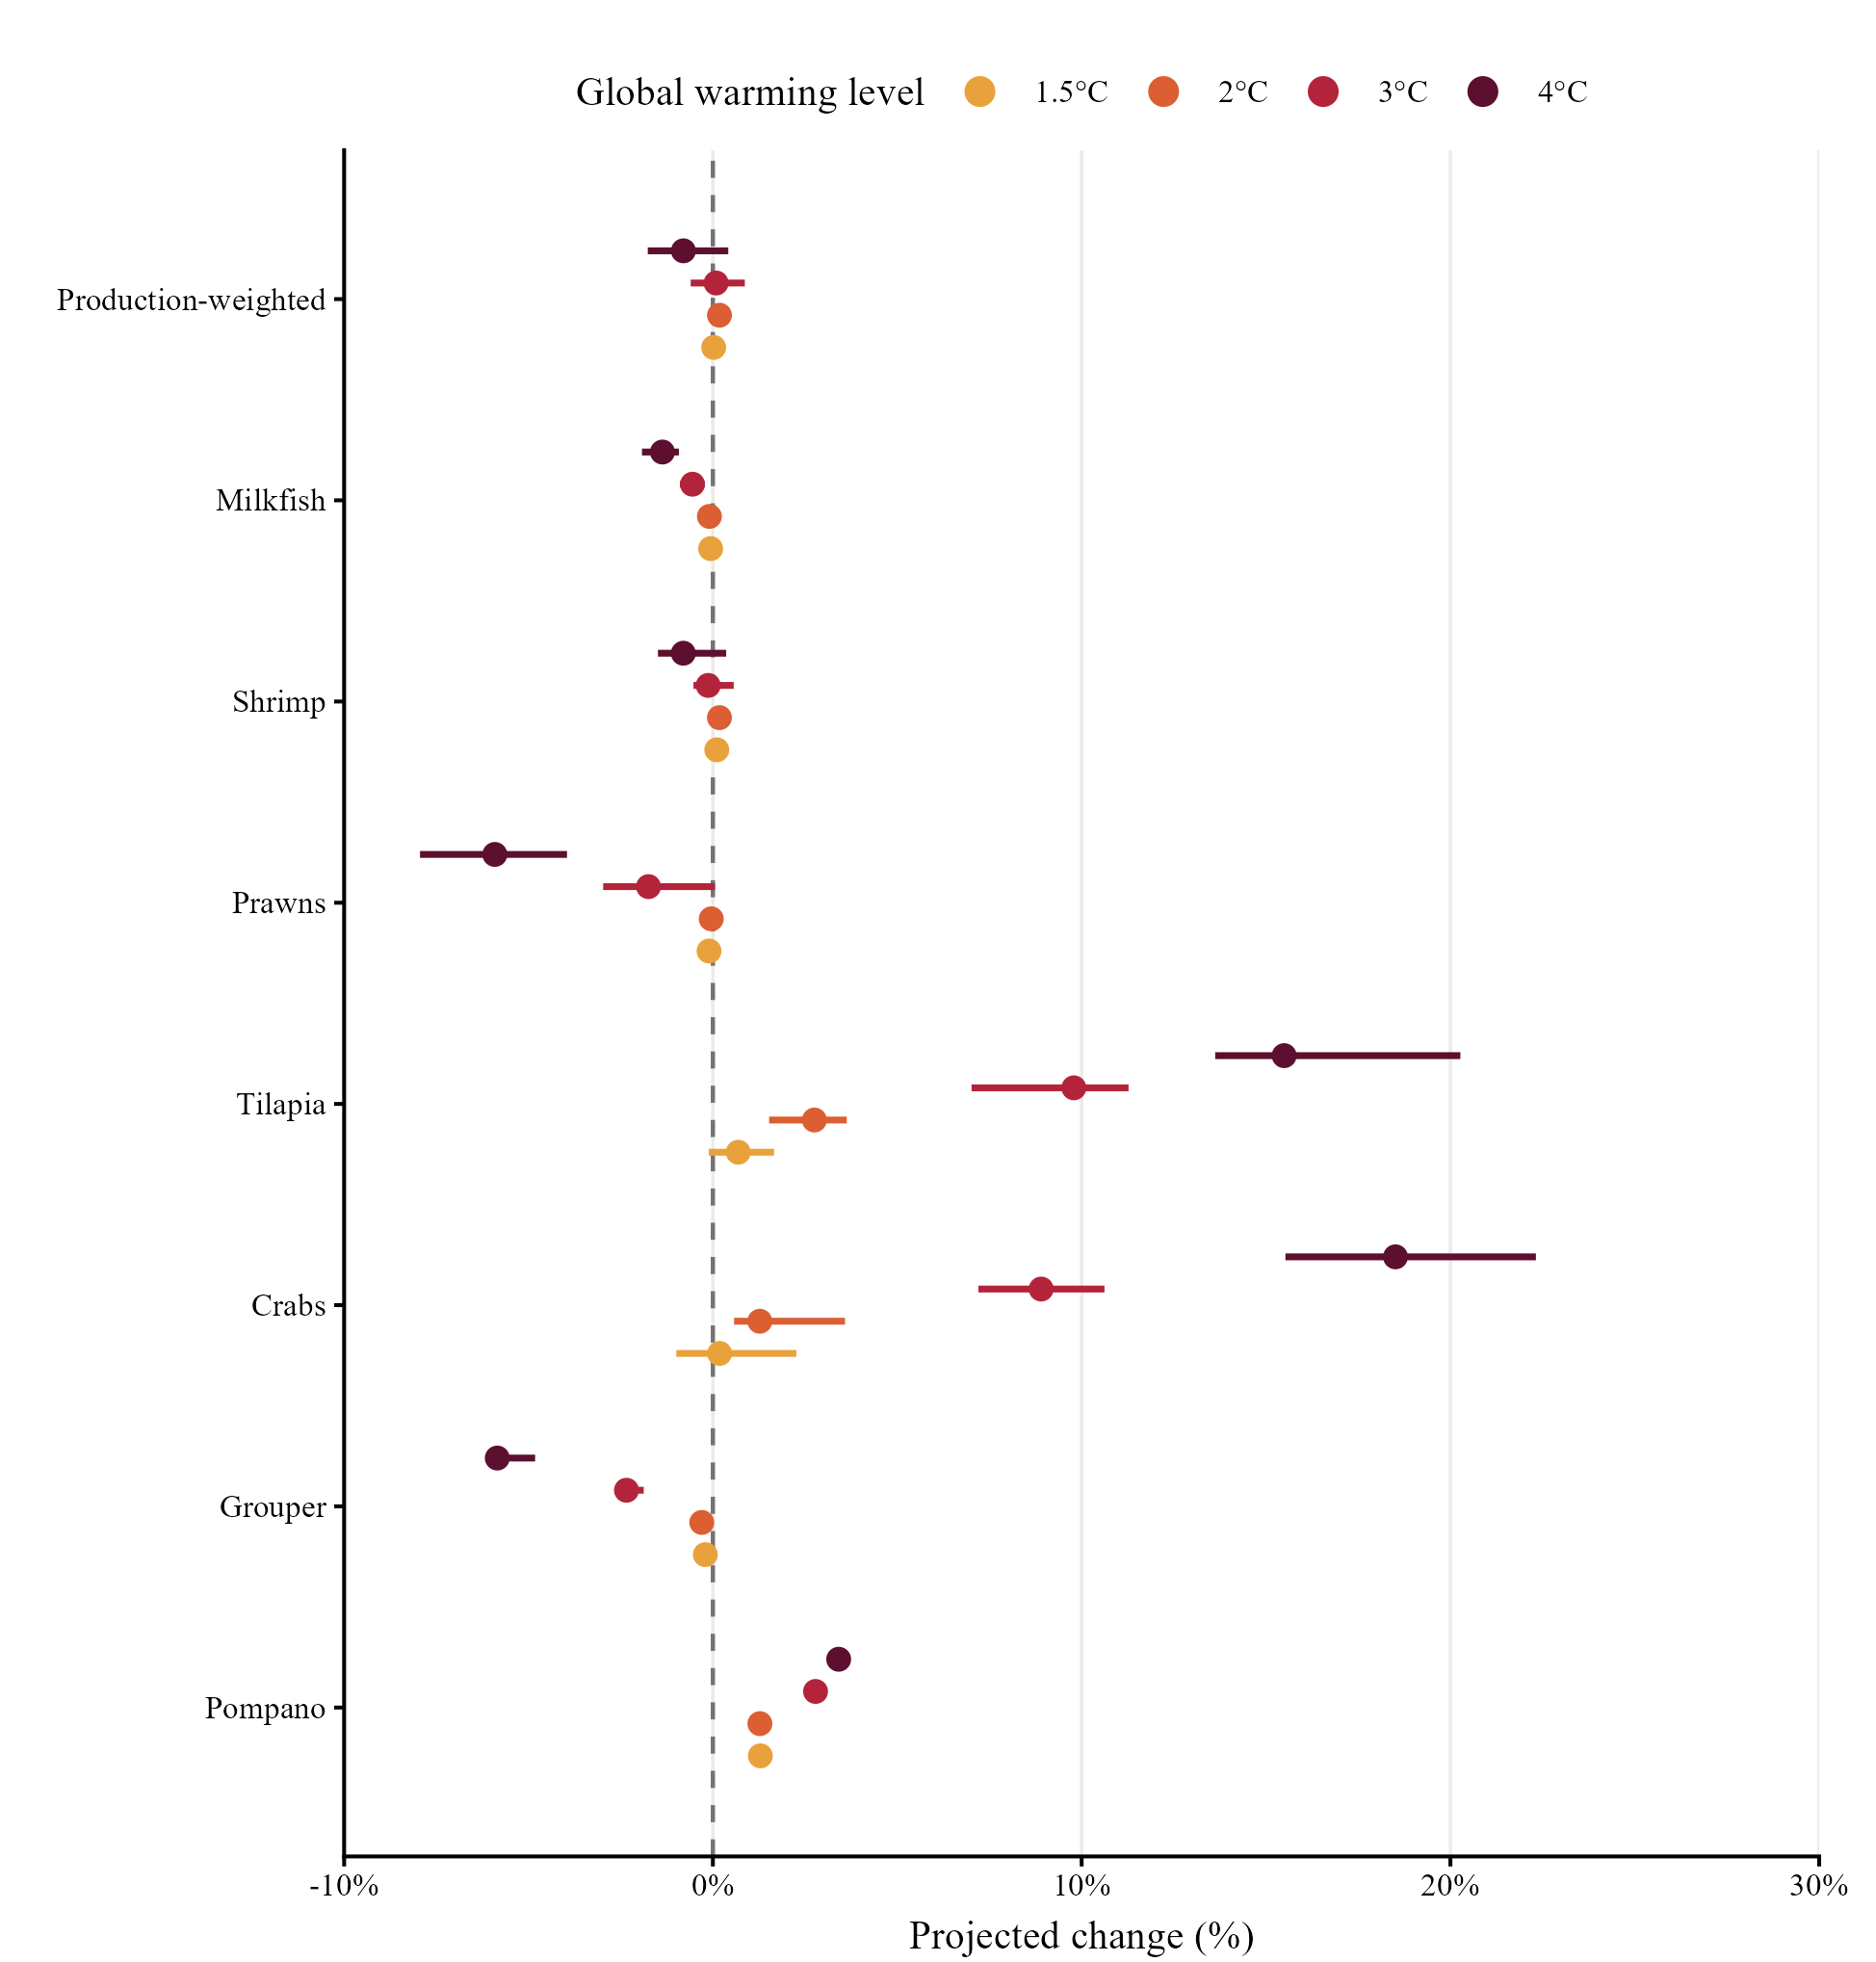 Global warming level 1.5°C 2°C 3°C 4°C
Production-weighted
Milkfish
Shrimp
Prawns
Tilapia
Crabs
Grouper
Pompano
-10% 0% 10% 20% 30%
Projected change (%)